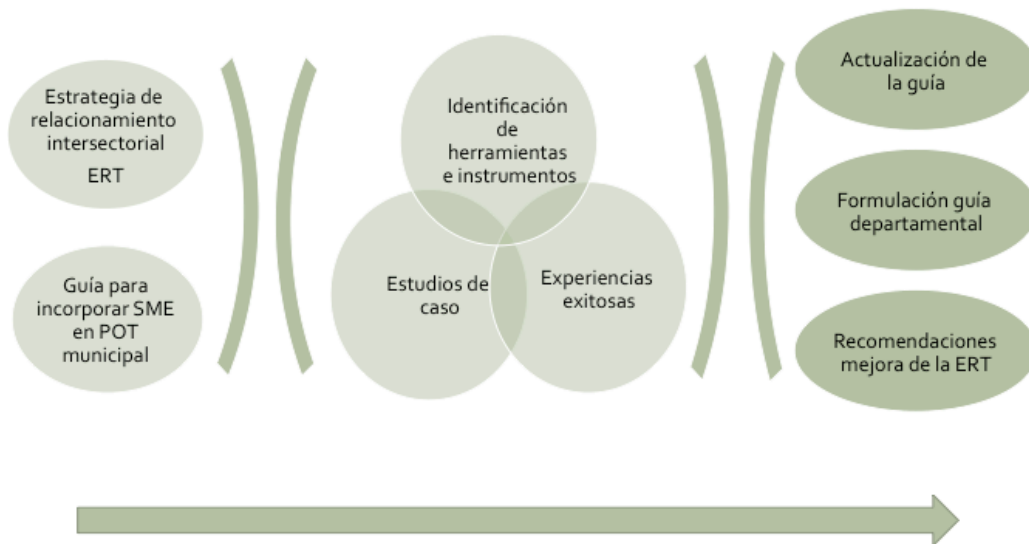 Estrategia de
relacionamiento
intersectorial
ERT
Guía para
incorporar SME
en POT
municipal
Identificación
de
herramientas
e instrumentos
Estudios de
caso
Experiencias
exitosas
Actualización de
la guía
Formulación guía
departamental
Recomendaciones
mejora de la ERT